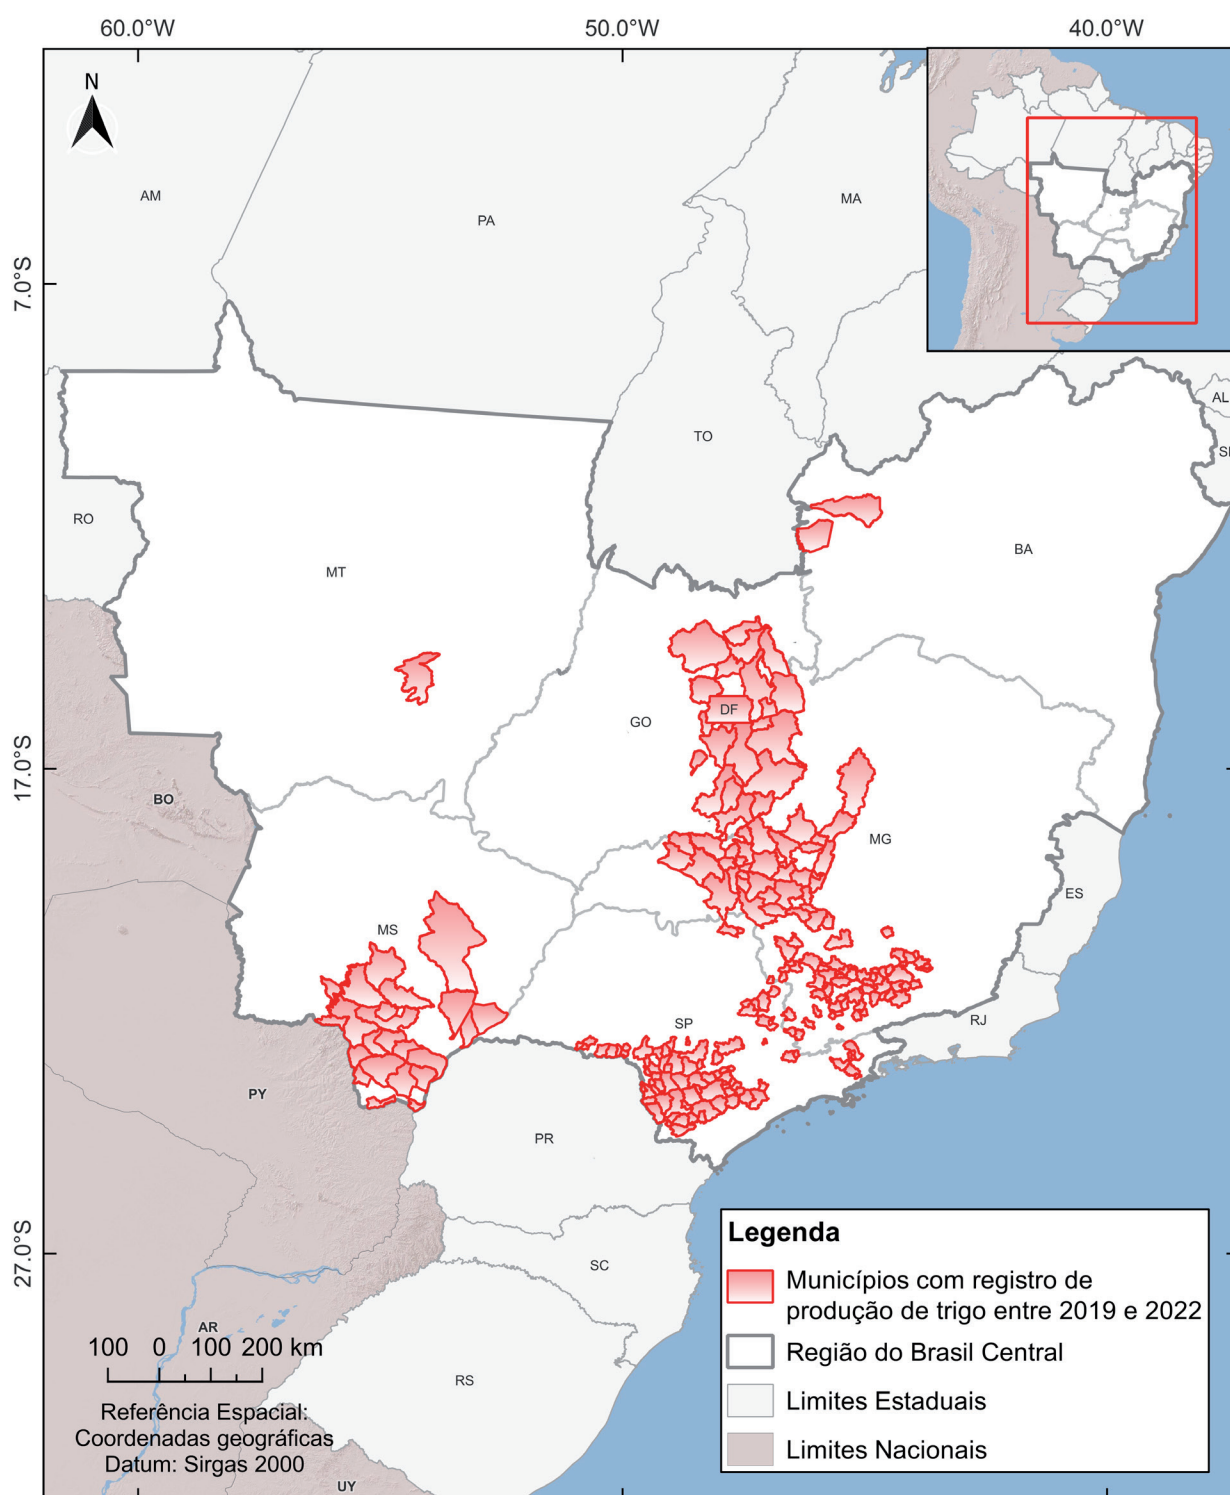 60.0°W
50.0°W
40.0°W
N
AM
PA
MA
7.0°S
TO
AL
RO
MT
BA
DF
GO
17.0°S
BO
MG
ES
MS
SP
RJ
PY
PR
27.0°S
SC
AR
RS
UY
100 0 100 200 km
Referência Espacial:
Coordenadas geográficas
Datum: Sirgas 2000
Legenda
Municípios com registro de
produção de trigo entre 2019 e 2022
Região do Brasil Central
Limites Estaduais
Limites Nacionais